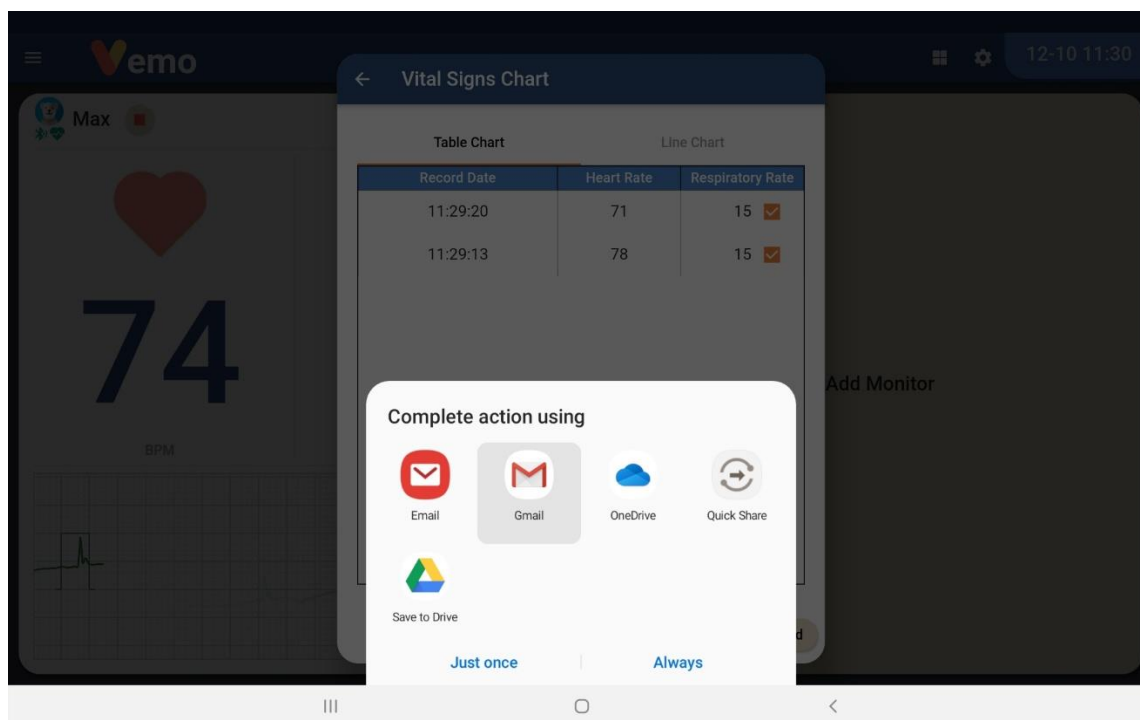 Vemo
12-10 11:30
Vital Signs Chart
Max
Table Chart
Line Chart
Record Date Heart Rate Respiratory Rate
11:29:20 71 15
11:29:13 78 15
74
BPM
Add Monitor
Complete action using
Email Gmail OneDrive Quick Share
Save to Drive
Just once Always